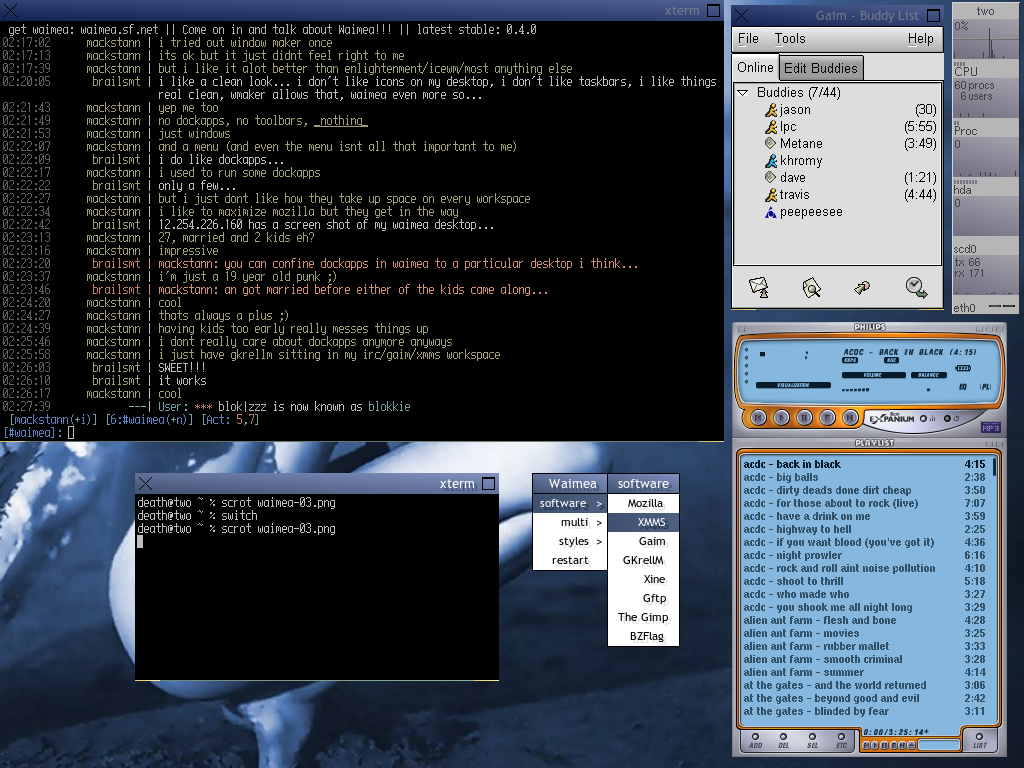 xterm
get waimea: waimea.sf.net || Come on in and talk about Waimea!!! || latest stable: 0.4.0
02:17:02 mackstann | i tried out window maker once
02:17:13 mackstann | its ok but it just didnt feel right to me
02:17:39 mackstann | but i like it alot better than enlightenment/icewm/most anything else
02:20:05 brailsmt | i like a clean look... i don't like icons on my desktop, i don't like taskbars, i like things
real clean, wmaker allows that, waimea even more so...
02:21:43 mackstann | yep me too
02:21:49 mackstann | no dockapps, no toolbars, _nothing_
02:21:53 mackstann | just windows
02:22:07 mackstann | and a menu (and even the menu isnt all that important to me)
02:22:09 brailsmt | i do like dockapps...
02:22:17 mackstann | i used to run some dockapps
02:22:22 brailsmt | only a few...
02:22:27 mackstann | but i just dont like how they take up space on every workspace
02:22:34 mackstann | i like to maximize mozilla but they get in the way
02:22:42 brailsmt | 12.254.226.160 has a screen shot of my waimea desktop...
02:23:13 mackstann | 27, married and 2 kids eh?
02:23:16 mackstann | impressive
02:23:20 brailsmt | mackstann: you can confine dockapps in waimea to a particular desktop i think...
02:23:37 mackstann | i'm just a 19 year old punk ;)
02:23:46 brailsmt | mackstann: an got married before either of the kids came along...
02:24:20 mackstann | cool
02:24:27 mackstann | thats always a plus ;)
02:24:39 mackstann | having kids too early really messes things up
02:25:46 mackstann | i dont really care about dockapps anymore anyways
02:25:58 mackstann | i just have gkrellm sitting in my irc/gaim/xmms workspace
02:26:03 brailsmt | SWEET!!!
02:26:10 brailsmt | it works
02:26:17 mackstann | cool
02:27:39 ---| User: *** blok|zzz is now known as blokkie
[mackstann(+i)] [6:#waimea(+n)] [Act: 5,7]
[#waimea]:
Gaim - Buddy List
File Tools Help
Online Edit Buddies
Buddies (7/44)
jason (30)
lpc (5:55)
Metane (3:49)
khromy
dave (1:21)
travis (4:44)
peepeesee
two
0%
CPU
60 procs
6 users
Proc
0
hda
0
scd0
tx 66
rx 171
eth0
xterm
death@two ~ % scrot waimea-03.png
death@two ~ % switch
death@two ~ % scrot waimea-03.png
Waimea
software >
multi >
styles >
restart
software
Mozilla
XMMS
Gaim
GKrellM
Xine
Gftp
The Gimp
BZFlag
PHILIPS
ACDC - BACK IN BLACK (4:15)
KBPS KHZ
VOLUME BALANCE
VISUALISATION
EQ PL
EXPANIUM
MP3
PLAYLIST
acdc - back in black 4:15
acdc - big balls 2:38
acdc - dirty deads done dirt cheap 3:50
acdc - for those about to rock (live) 7:07
acdc - have a drink on me 3:59
acdc - highway to hell 2:25
acdc - if you want blood (you've got it) 4:36
acdc - night prowler 6:16
acdc - rock and roll aint noise pollution 4:10
acdc - shoot to thrill 5:18
acdc - who made who 3:27
acdc - you shook me all night long 3:29
alien ant farm - flesh and bone 4:28
alien ant farm - movies 3:25
alien ant farm - rubber mallet 3:33
alien ant farm - smooth criminal 3:28
alien ant farm - summer 4:14
at the gates - and the world returned 3:06
at the gates - beyond good and evil 2:42
at the gates - blinded by fear 3:11
0:00/3:25:14+
ADD DEL SEL ETC LIST